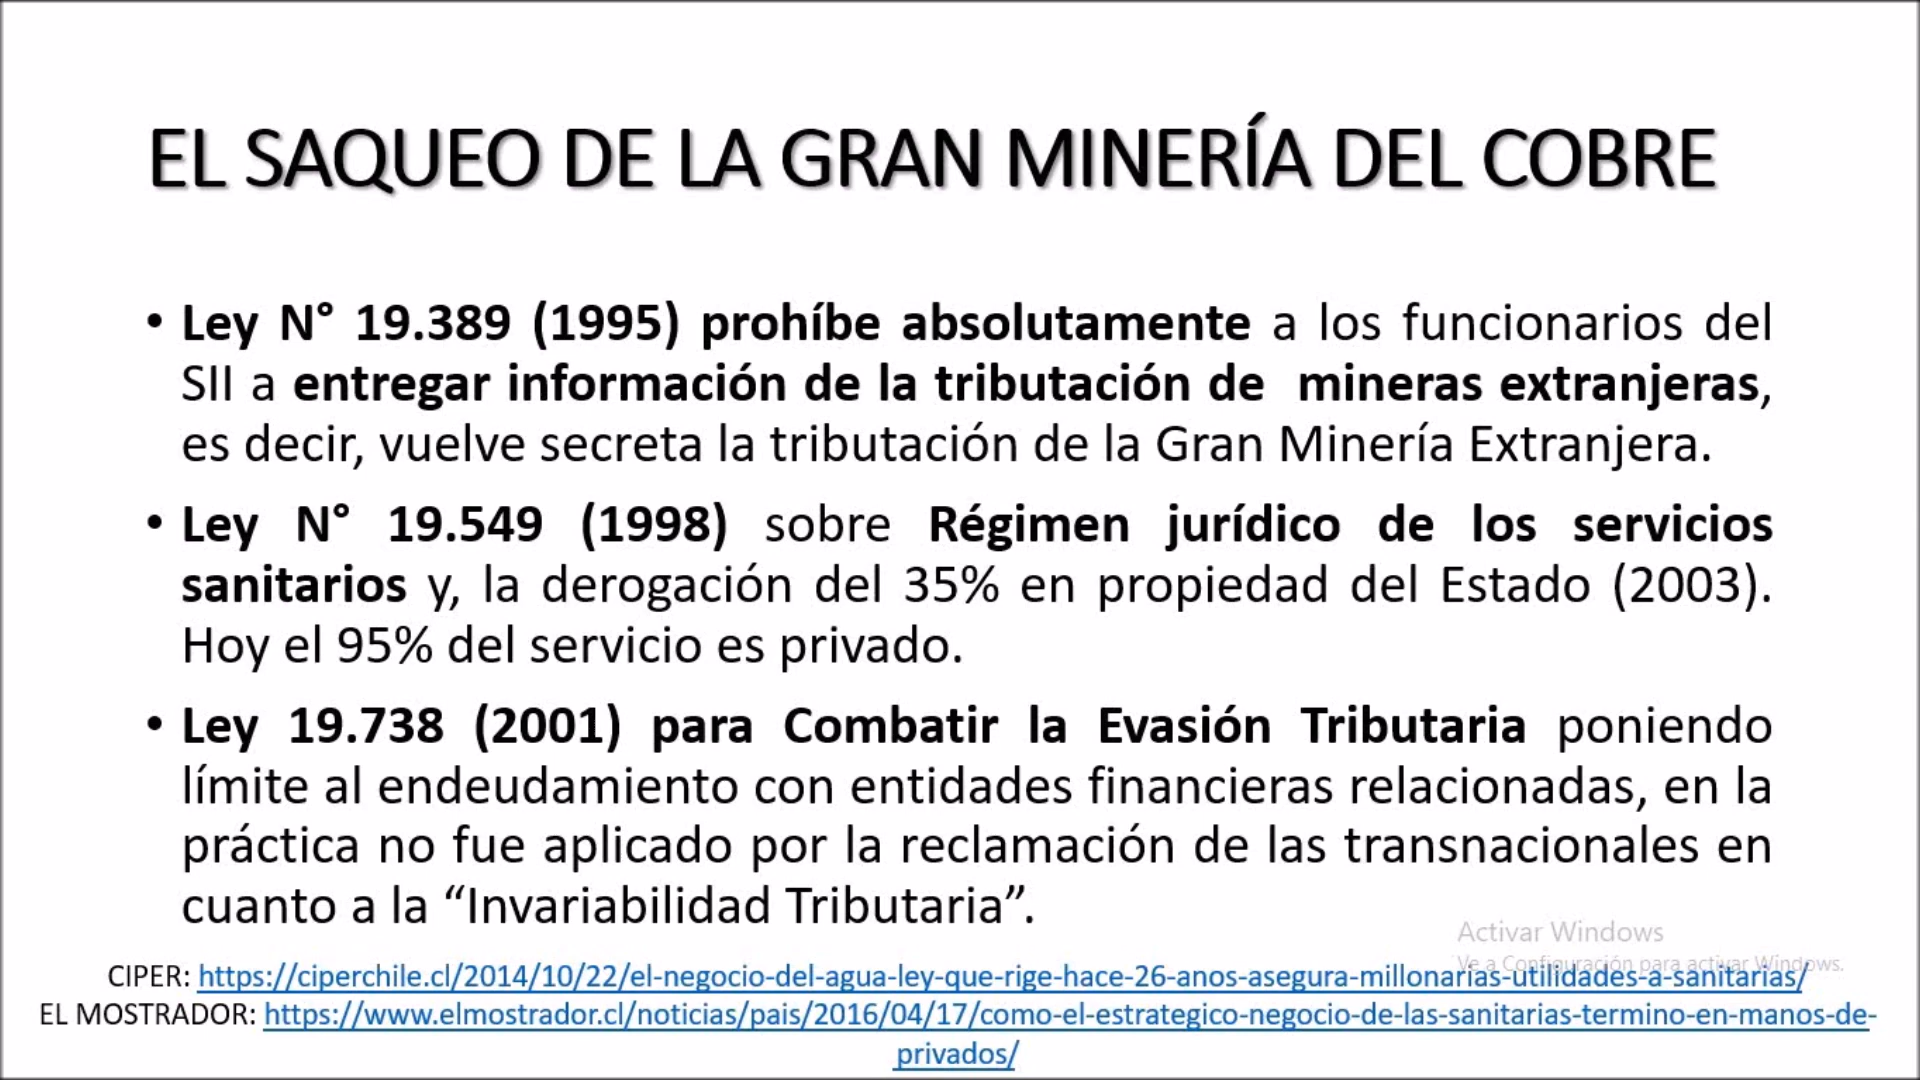 EL SAQUEO DE LA GRAN MINERÍA DEL COBRE
• Ley N° 19.389 (1995) prohíbe absolutamente a los funcionarios del
SII a entregar información de la tributación de mineras extranjeras,
es decir, vuelve secreta la tributación de la Gran Minería Extranjera.
• Ley N° 19.549 (1998) sobre Régimen jurídico de los servicios
sanitarios y, la derogación del 35% en propiedad del Estado (2003).
Hoy el 95% del servicio es privado.
• Ley 19.738 (2001) para Combatir la Evasión Tributaria poniendo
límite al endeudamiento con entidades financieras relacionadas, en la
práctica no fue aplicado por la reclamación de las transnacionales en
cuanto a la “Invariabilidad Tributaria”.
Activar Windows
Ve a Configuración para activar Windows.
CIPER: https://ciperchile.cl/2014/10/22/el-negocio-del-agua-ley-que-rige-hace-26-anos-asegura-millonarias-utilidades-a-sanitarias/
EL MOSTRADOR: https://www.elmostrador.cl/noticias/pais/2016/04/17/como-el-estrategico-negocio-de-las-sanitarias-termino-en-manos-de-
privados/